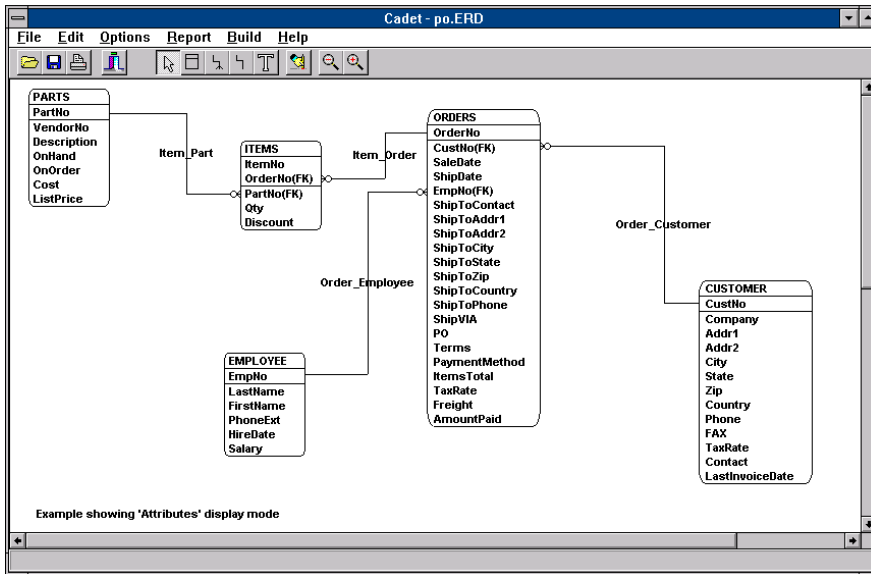 Cadet - po.ERD
File Edit Options Report Build Help
PARTS
PartNo
VendorNo
Description
OnHand
OnOrder
Cost
ListPrice
Item_Part
ITEMS
ItemNo
OrderNo(FK)
PartNo(FK)
Qty
Discount
Item_Order
ORDERS
OrderNo
CustNo(FK)
SaleDate
ShipDate
EmpNo(FK)
ShipToContact
ShipToAddr1
ShipToAddr2
ShipToCity
ShipToState
ShipToZip
ShipToCountry
ShipToPhone
ShipVIA
PO
Terms
PaymentMethod
ItemsTotal
TaxRate
Freight
AmountPaid
Order_Customer
Order_Employee
CUSTOMER
CustNo
Company
Addr1
Addr2
City
State
Zip
Country
Phone
FAX
TaxRate
Contact
LastInvoiceDate
EMPLOYEE
EmpNo
LastName
FirstName
PhoneExt
HireDate
Salary
Example showing 'Attributes' display mode